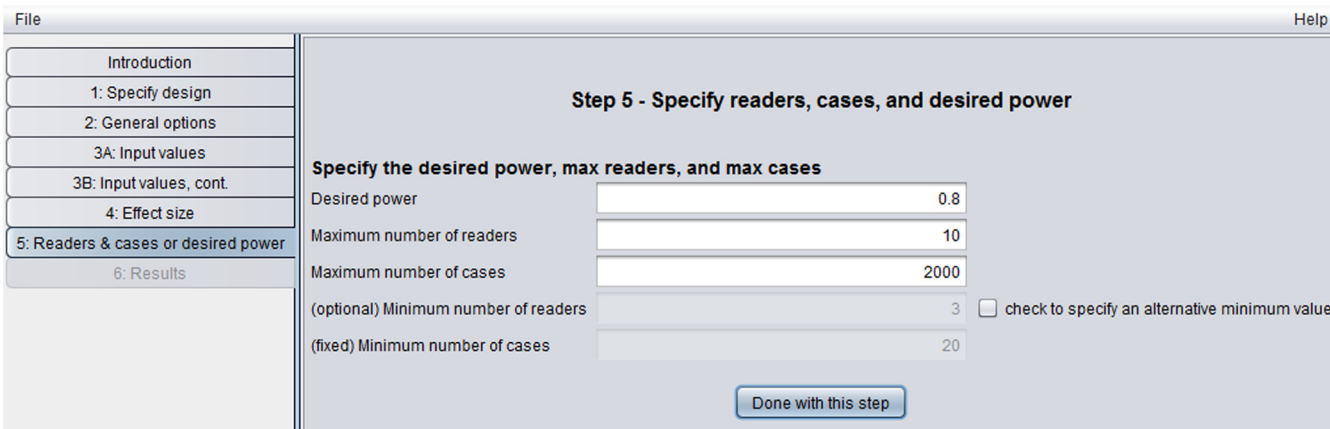 File
Help
Introduction
1: Specify design
2: General options
3A: Input values
3B: Input values, cont.
4: Effect size
5: Readers & cases or desired power
6: Results
Step 5 - Specify readers, cases, and desired power
Specify the desired power, max readers, and max cases
Desired power 0.8
Maximum number of readers 10
Maximum number of cases 2000
(optional) Minimum number of readers 3 check to specify an alternative minimum value
(fixed) Minimum number of cases 20
Done with this step